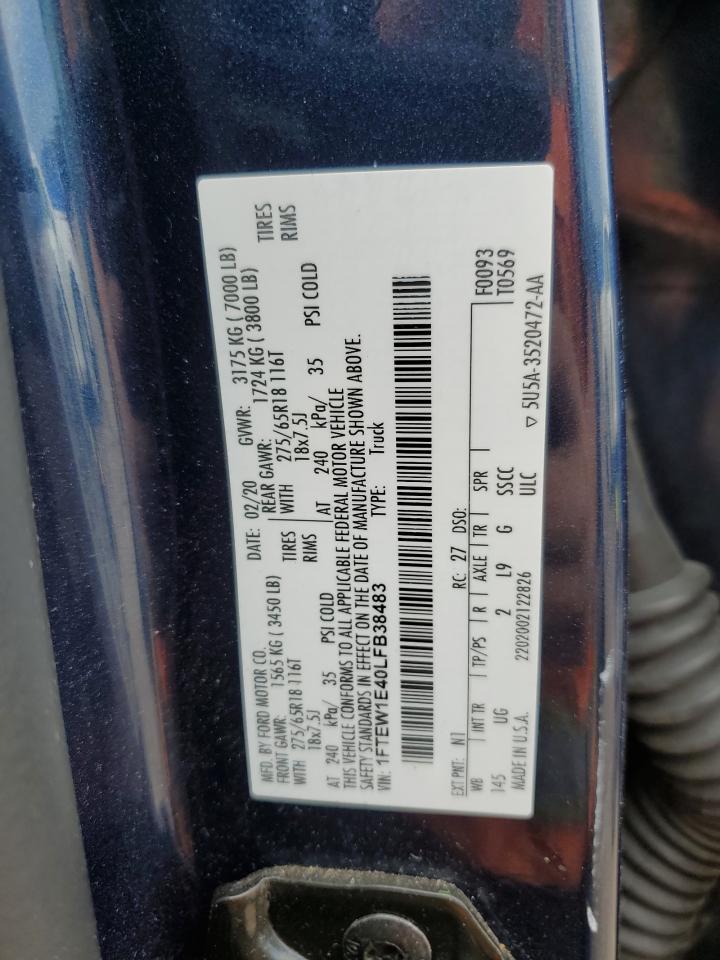 MFD. BY FORD MOTOR CO. DATE: 02/20 GVWR: 3175 KG ( 7000 LB)
FRONT GAWR: 1565 KG ( 3450 LB) REAR GAWR: 1724 KG ( 3800 LB)
WITH 275/65R18 116T TIRES WITH 275/65R18 116T TIRES
18x7.5J RIMS 18x7.5J RIMS
AT 240 kPa/ 35 PSI COLD AT 240 kPa/ 35 PSI COLD
THIS VEHICLE CONFORMS TO ALL APPLICABLE FEDERAL MOTOR VEHICLE
SAFETY STANDARDS IN EFFECT ON THE DATE OF MANUFACTURE SHOWN ABOVE.
VIN: 1FTEW1E40LFB38483 TYPE: Truck
EXT PNT: N1 RC: 27 DSO: F0093
WB INT TR TP/PS R AXLE TR SPR T0569
145 UG 2 L9 G SSCC
MADE IN U.S.A. 2202002122826 ULC ▽ 5U5A-3520472-AA